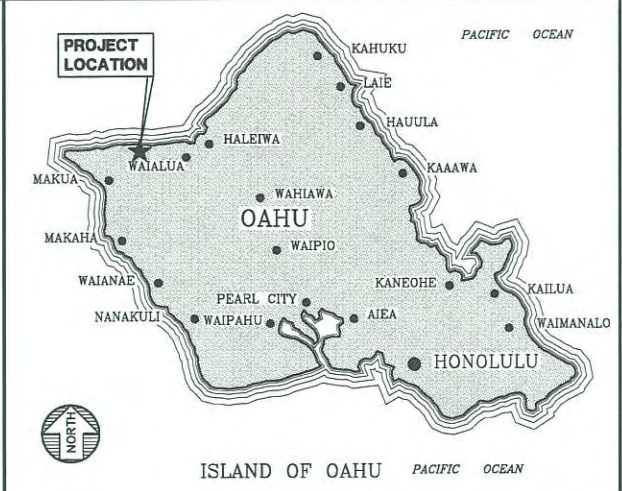 PROJECT
LOCATION
PACIFIC OCEAN
KAHUKU
LAIE
HAUULA
HALEIWA
WAIALUA
KAAAWA
MAKUA
WAHIAWA
OAHU
MAKAHA
WAIPIO
WAIANAE
KANEOHE
KAILUA
PEARL CITY
NANAKULI
WAIPAHU
AIEA
WAIMANALO
HONOLULU
NORTH
ISLAND OF OAHU PACIFIC OCEAN